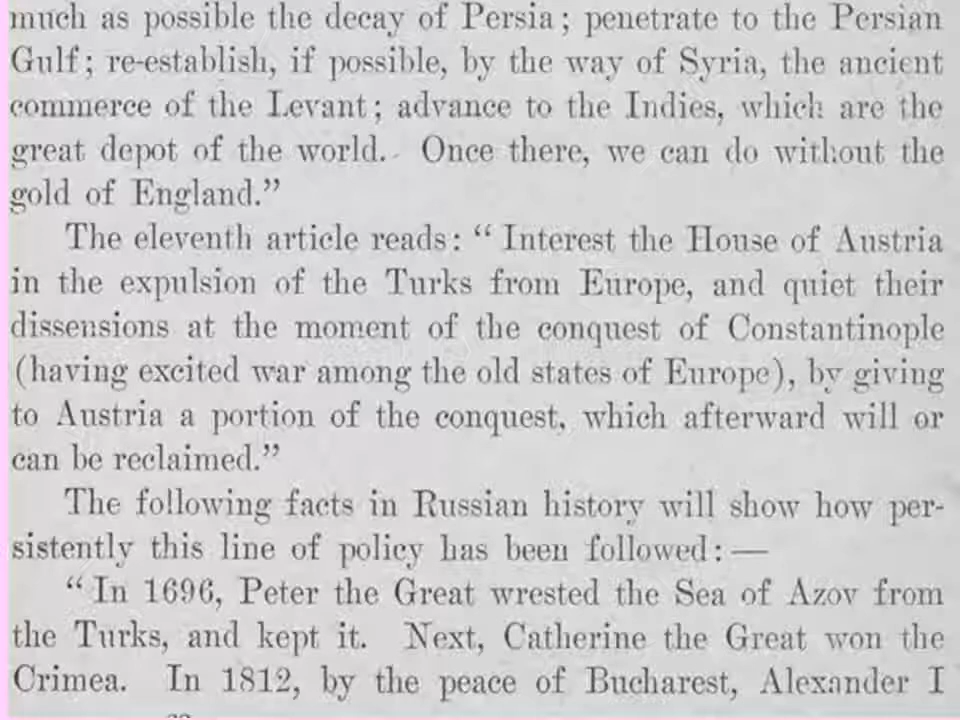 much as possible the decay of Persia; penetrate to the Persian
Gulf; re-establish, if possible, by the way of Syria, the ancient
commerce of the Levant; advance to the Indies, which are the
great depot of the world. Once there, we can do without the
gold of England.”
The eleventh article reads: “Interest the House of Austria
in the expulsion of the Turks from Europe, and quiet their
dissensions at the moment of the conquest of Constantinople
(having excited war among the old states of Europe), by giving
to Austria a portion of the conquest, which afterward will or
can be reclaimed.”
The following facts in Russian history will show how per-
sistently this line of policy has been followed: —
“In 1696, Peter the Great wrested the Sea of Azov from
the Turks, and kept it. Next, Catherine the Great won the
Crimea. In 1812, by the peace of Bucharest, Alexander I